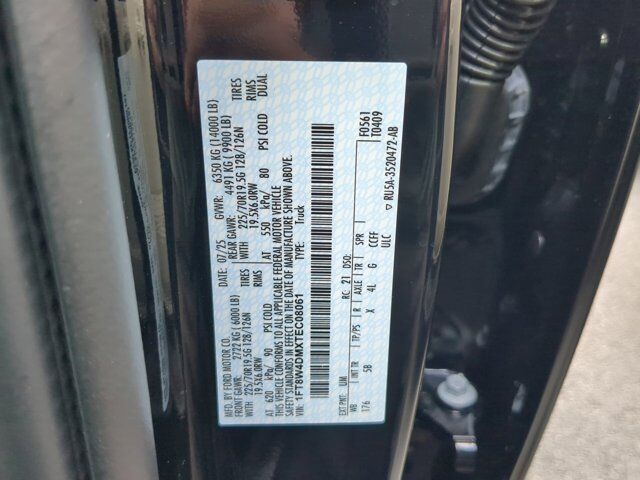 MFD. BY FORD MOTOR CO.
DATE: 07/25 GVWR: 6350 KG (14000 LB)
FRONT GAWR: 2722 KG (6000 LB) REAR GAWR: 4491 KG (9900 LB)
WITH 225/70R19.5G 128/126N TIRES WITH 225/70R19.5G 128/126N TIRES
19.5X6.0RW RIMS 19.5X6.0RW RIMS
AT 620 kPa/ 90 PSI COLD AT 550 kPa/ 80 PSI COLD DUAL
THIS VEHICLE CONFORMS TO ALL APPLICABLE FEDERAL MOTOR VEHICLE
SAFETY STANDARDS IN EFFECT ON THE DATE OF MANUFACTURE SHOWN ABOVE.
VIN: 1FT8W4DMXTEC08061 TYPE: Truck
F0561
T0409
EXT PNT: UM RC: 21 DSO:
WB INT TR TP/PS R AXLE TR SPR
176 5B X 4L G CCFF
ULC
RU5A-3520472-AB